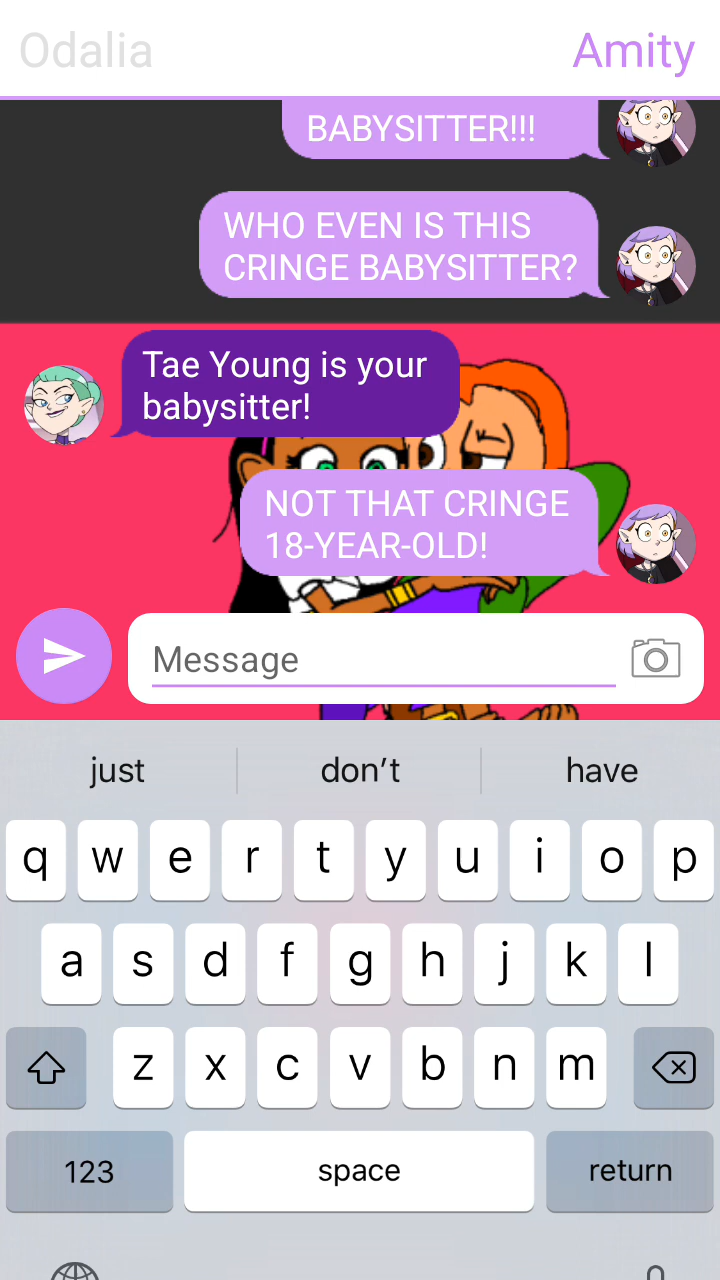 Odalia
Amity
BABYSITTER!!!
WHO EVEN IS THIS
CRINGE BABYSITTER?
Tae Young is your
babysitter!
NOT THAT CRINGE
18-YEAR-OLD!
Message
just don't have
q w e r t y u i o p
a s d f g h j k l
z x c v b n m
123 space return